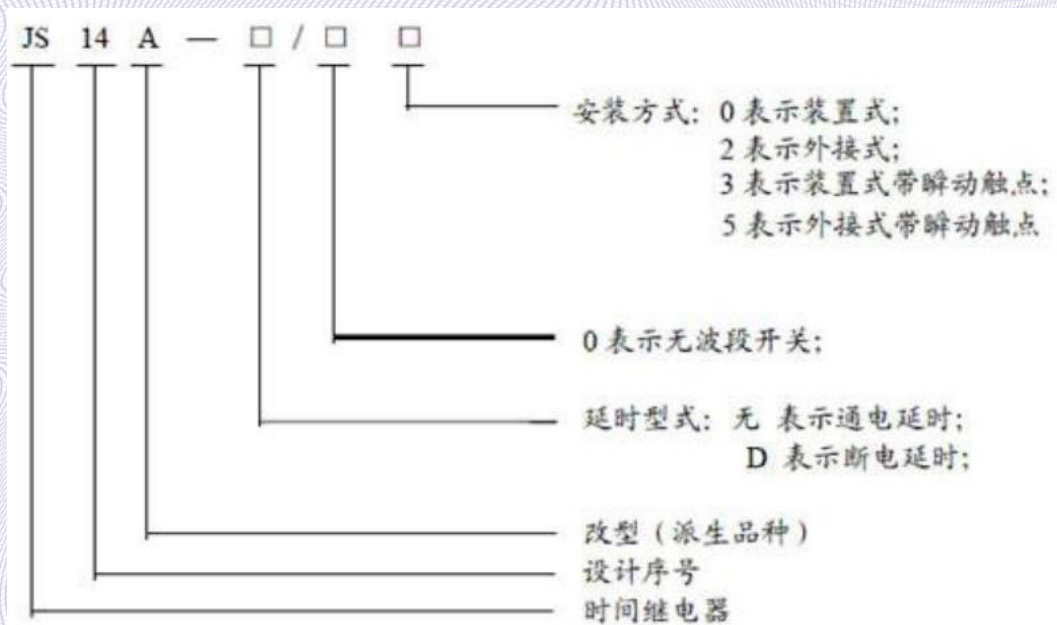 JS 14 A — □ / □ □
安装方式：0 表示装置式；
2 表示外接式；
3 表示装置式带瞬动触点；
5 表示外接式带瞬动触点
0 表示无波段开关；
延时型式：无 表示通电延时；
D 表示断电延时；
改型（派生品种）
设计序号
时间继电器